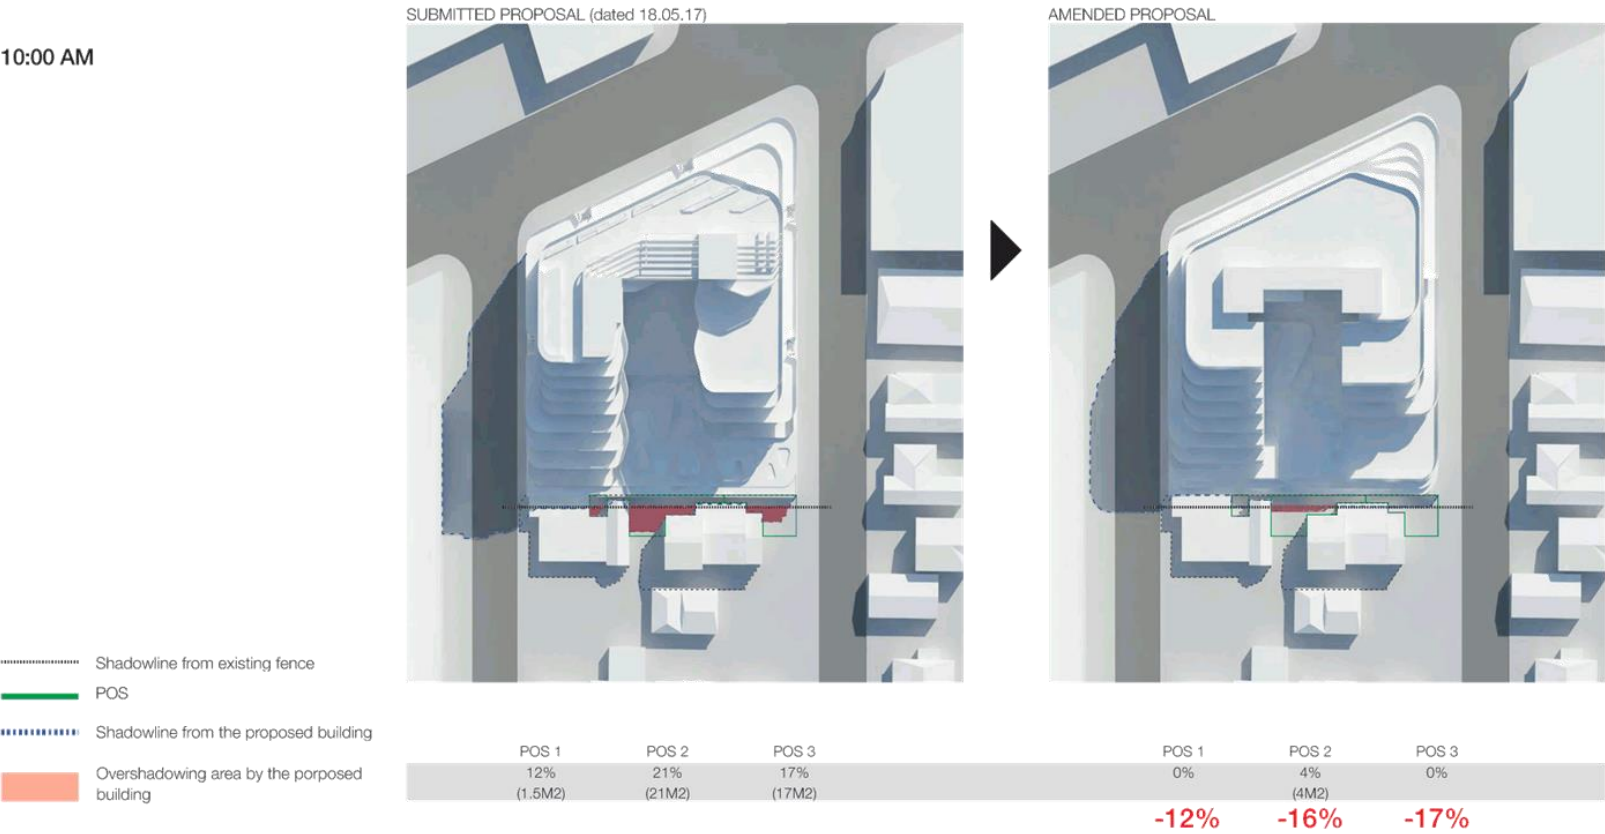 SUBMITTED PROPOSAL (dated 18.05.17)
AMENDED PROPOSAL
10:00 AM
Shadowline from existing fence
POS
Shadowline from the proposed building
Overshadowing area by the porposed
building
POS 1 POS 2 POS 3
12% 21% 17%
(1.5M2) (21M2) (17M2)
POS 1 POS 2 POS 3
0% 4% 0%
(4M2)
-12% -16% -17%